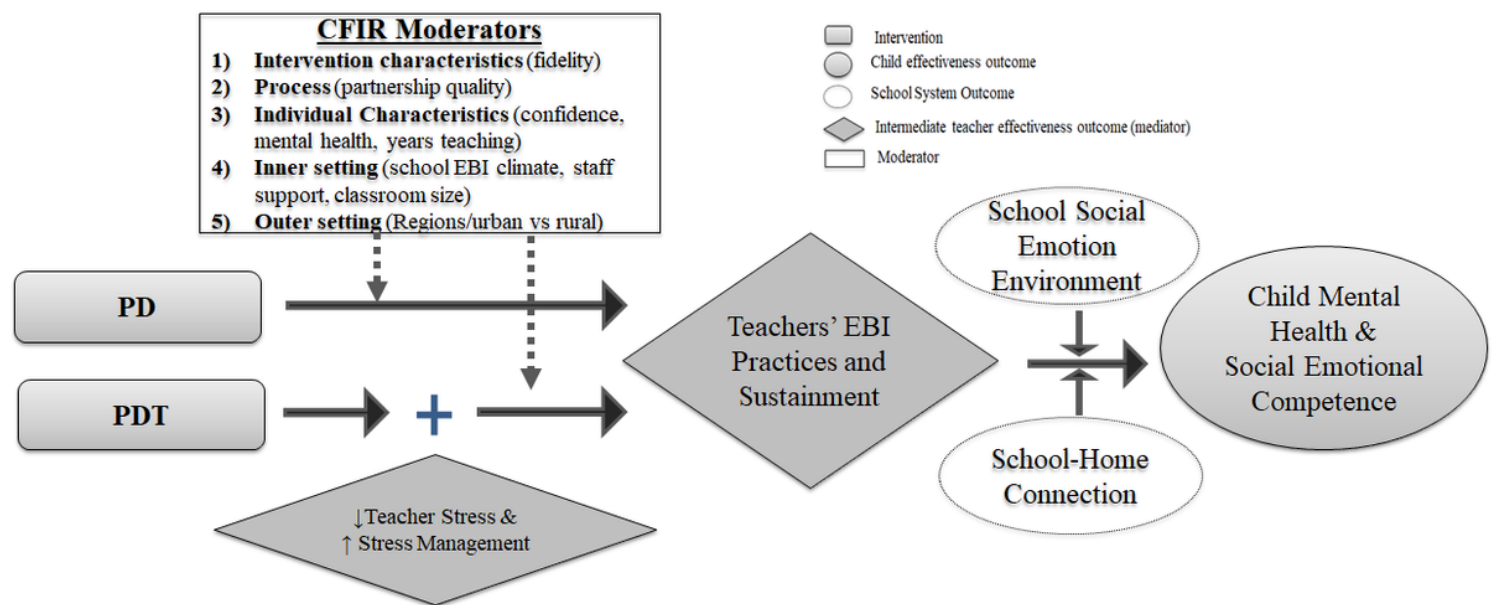 CFIR Moderators
1) Intervention characteristics (fidelity)
2) Process (partnership quality)
3) Individual Characteristics (confidence,
mental health, years teaching)
4) Inner setting (school EBI climate, staff
support, classroom size)
5) Outer setting (Regions/urban vs rural)
Intervention
Child effectiveness outcome
School System Outcome
Intermediate teacher effectiveness outcome (mediator)
Moderator
PD
PDT
+
↓Teacher Stress &
↑ Stress Management
Teachers’ EBI
Practices and
Sustainment
School Social
Emotion
Environment
School-Home
Connection
Child Mental
Health &
Social Emotional
Competence